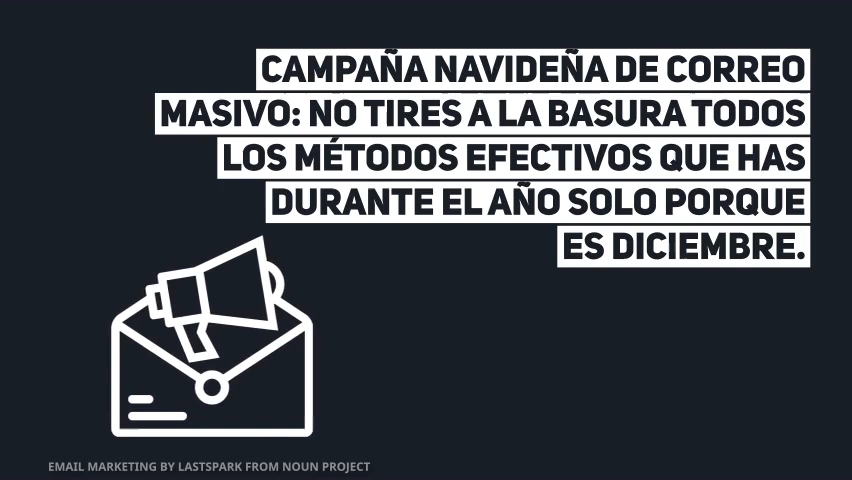 CAMPAÑA NAVIDEÑA DE CORREO
MASIVO: NO TIRES A LA BASURA TODOS
LOS MÉTODOS EFECTIVOS QUE HAS
DURANTE EL AÑO SOLO PORQUE
ES DICIEMBRE.
EMAIL MARKETING BY LASTSPARK FROM NOUN PROJECT